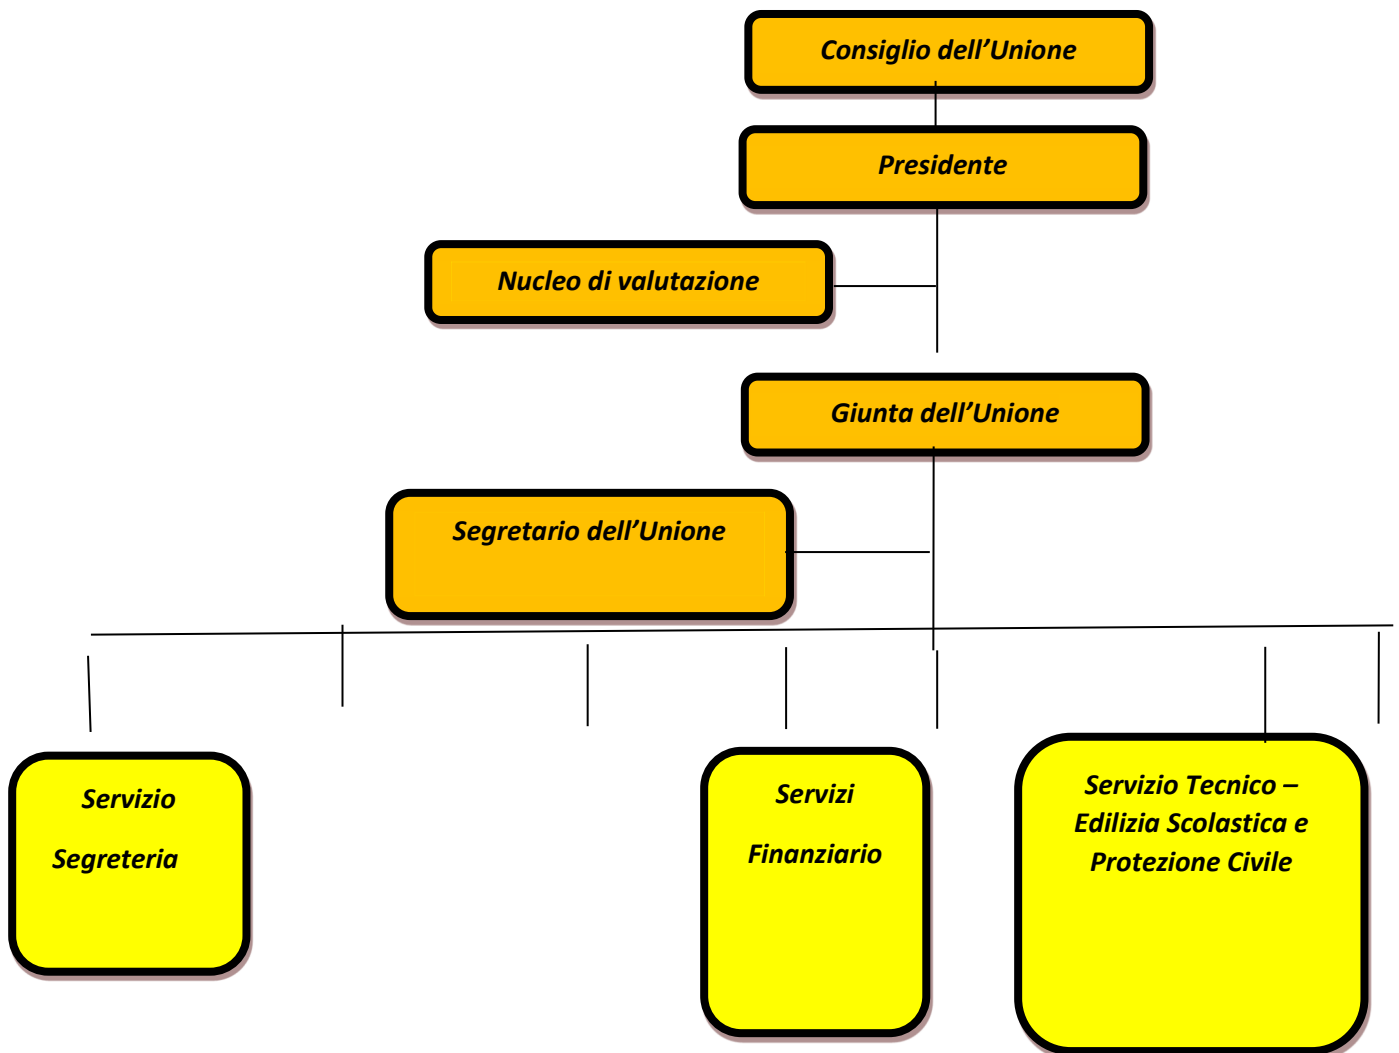 Consiglio dell’Unione
Presidente
Nucleo di valutazione
Giunta dell’Unione
Segretario dell’Unione
Servizio
Segreteria
Servizi
Finanziario
Servizio Tecnico –
Edilizia Scolastica e
Protezione Civile